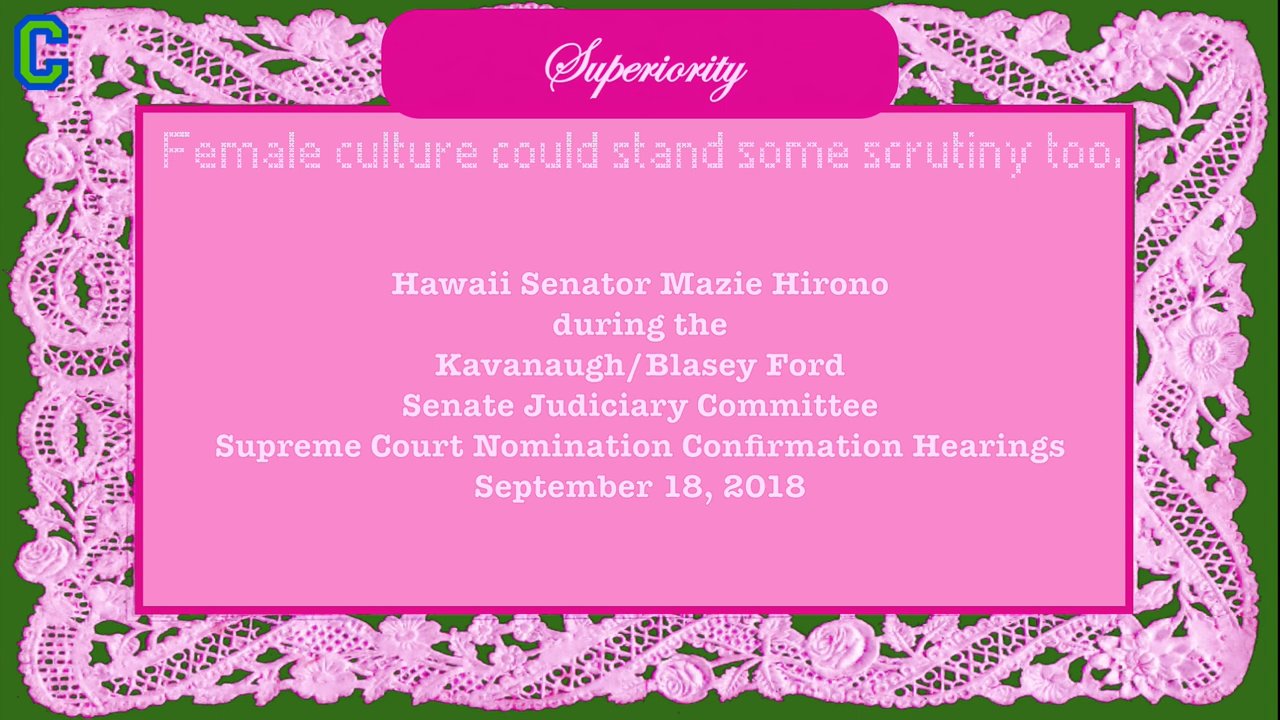 C
Superiority
Female culture could stand some scrutiny too.
Hawaii Senator Mazie Hirono
during the
Kavanaugh/Blasey Ford
Senate Judiciary Committee
Supreme Court Nomination Confirmation Hearings
September 18, 2018